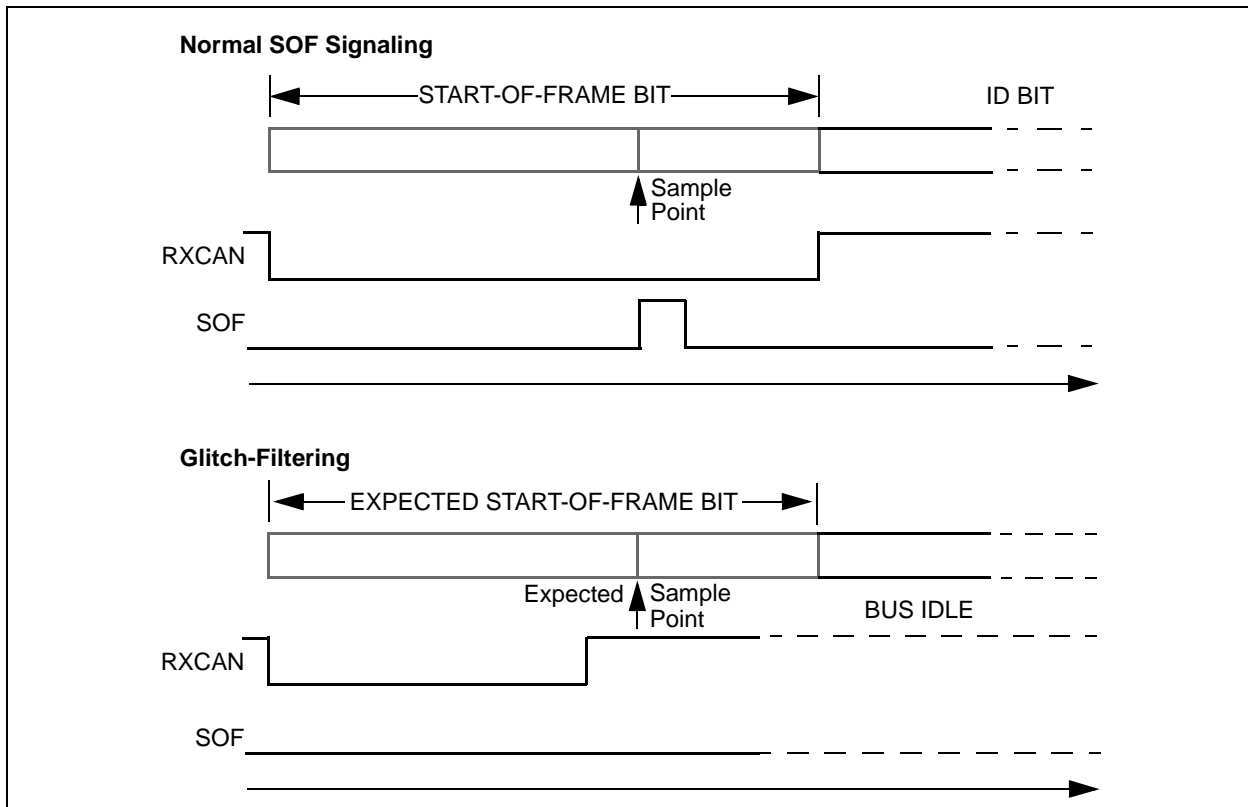 Normal SOF Signaling
START-OF-FRAME BIT
ID BIT
Sample
Point
RXCAN
SOF
Glitch-Filtering
EXPECTED START-OF-FRAME BIT
Expected
Sample
Point
BUS IDLE
RXCAN
SOF